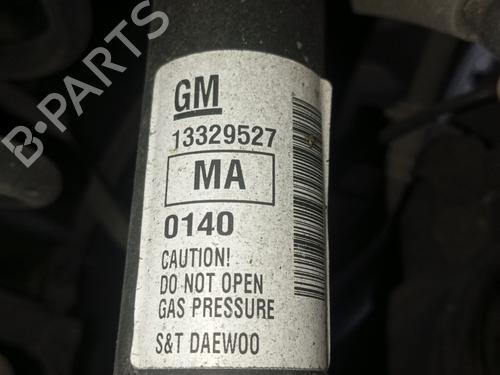 GM
13329527
MA
0140
CAUTION!
DO NOT OPEN
GAS PRESSURE
S&T DAEWOO
B-PARTS